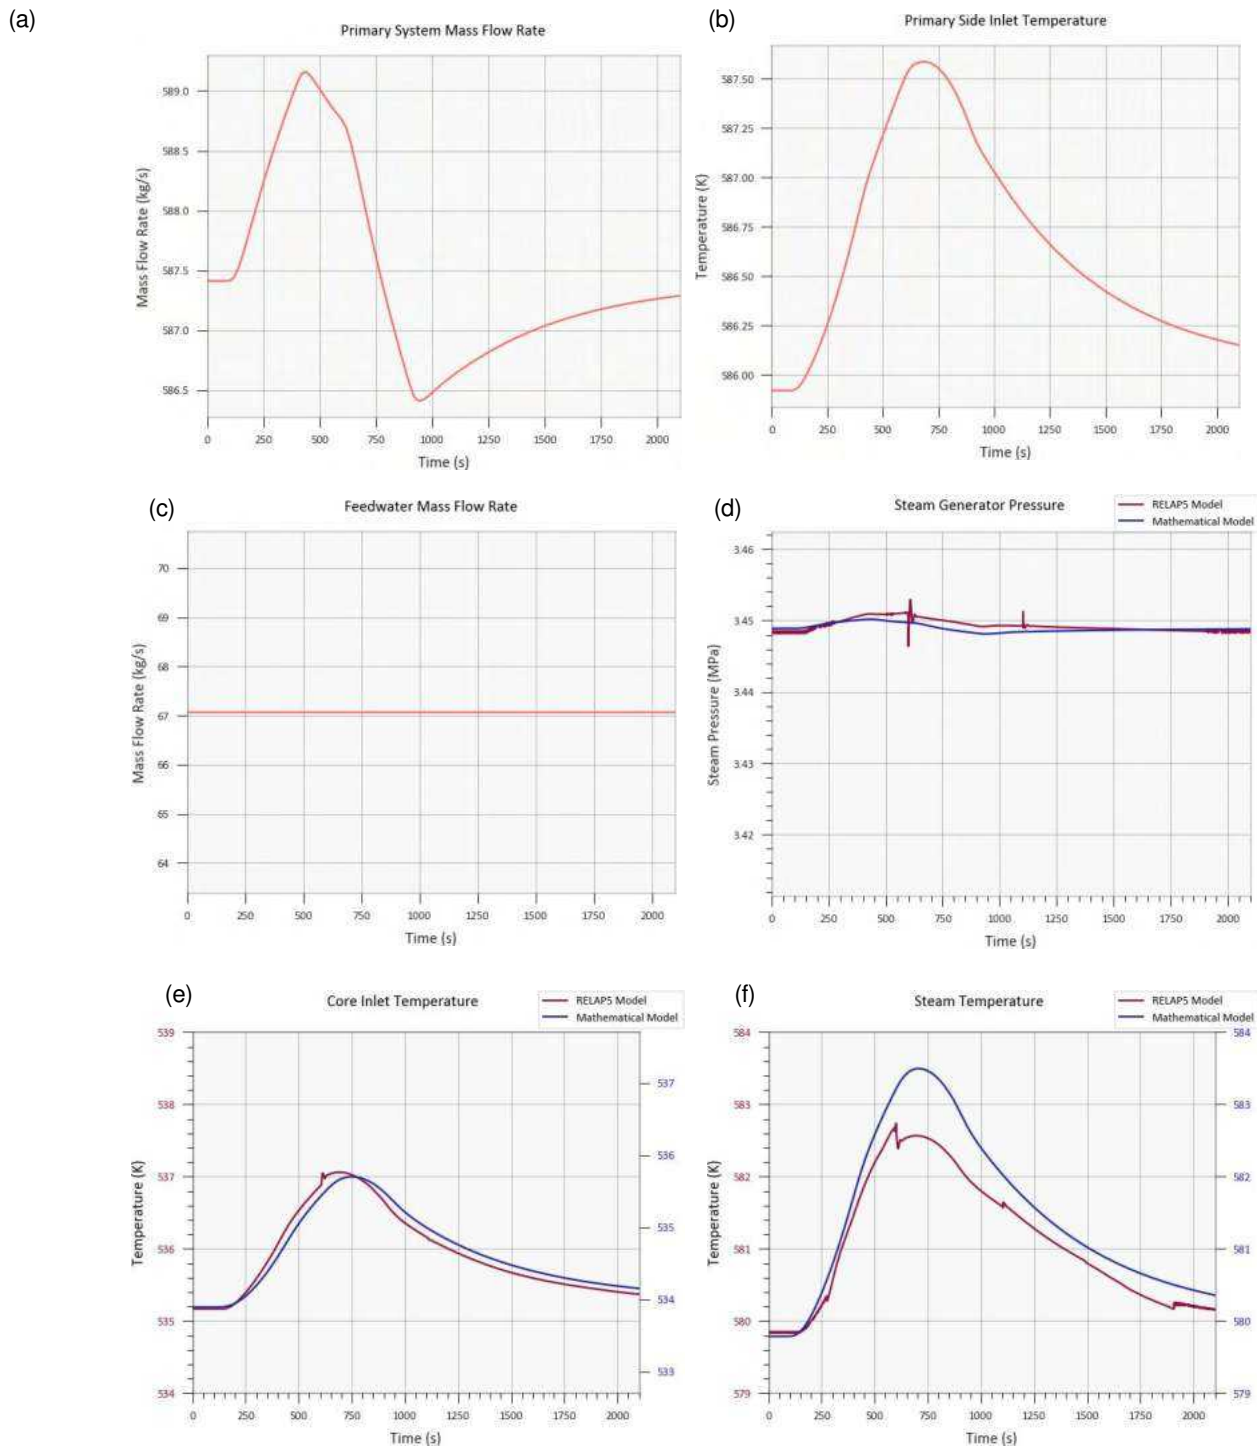 (a)
Primary System Mass Flow Rate
Mass Flow Rate (kg/s)
589.0
588.5
588.0
587.5
587.0
586.5
0 250 500 750 1000 1250 1500 1750 2000
Time (s)
(b)
Primary Side Inlet Temperature
Temperature (K)
587.50
587.25
587.00
586.75
586.50
586.25
586.00
0 250 500 750 1000 1250 1500 1750 2000
Time (s)
(c)
Feedwater Mass Flow Rate
Mass Flow Rate (kg/s)
70
69
68
67
66
65
64
0 250 500 750 1000 1250 1500 1750 2000
Time (s)
(d)
Steam Generator Pressure
RELAP5 Model
Mathematical Model
Steam Pressure (MPa)
3.46
3.45
3.44
3.43
3.42
0 250 500 750 1000 1250 1500 1750 2000
Time (s)
(e)
Core Inlet Temperature
RELAP5 Model
Mathematical Model
Temperature (K)
539
538
537
536
535
534
537
536
535
534
533
0 250 500 750 1000 1250 1500 1750 2000
Time (s)
(f)
Steam Temperature
RELAP5 Model
Mathematical Model
Temperature (K)
584
583
582
581
580
579
584
583
582
581
580
579
0 250 500 750 1000 1250 1500 1750 2000
Time (s)